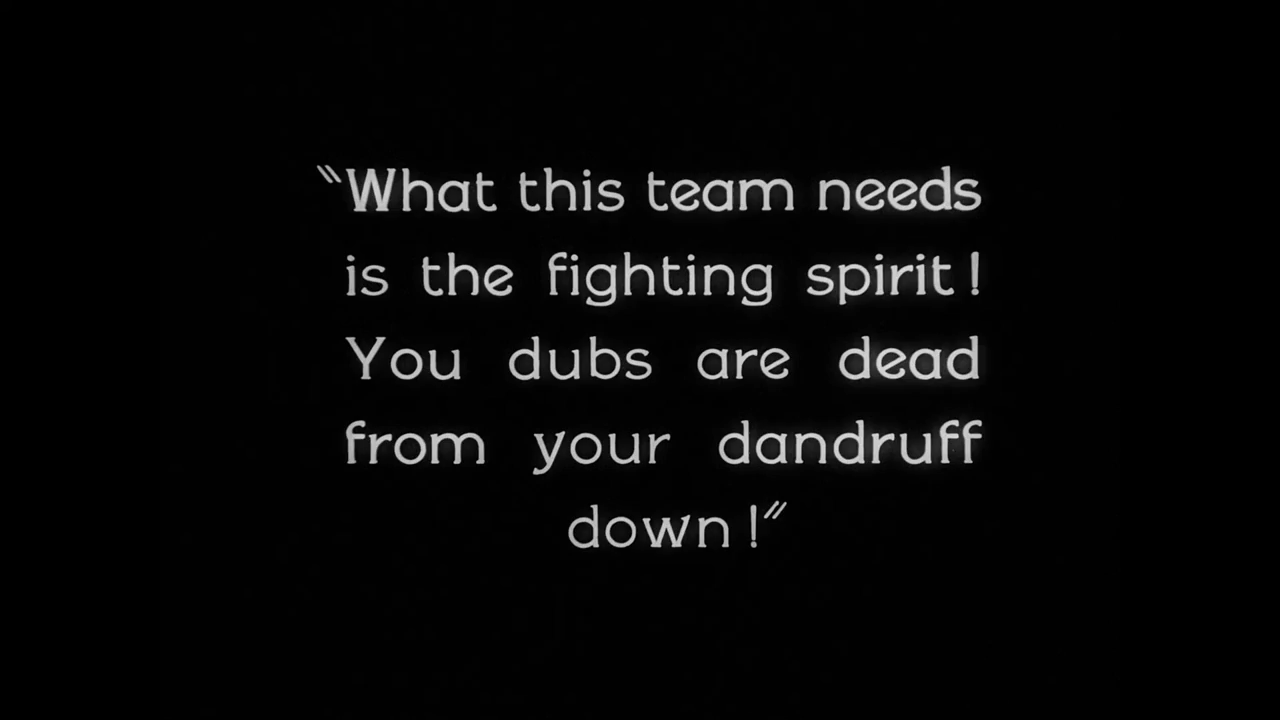 “What this team needs
is the fighting spirit!
You dubs are dead
from your dandruff
down!”